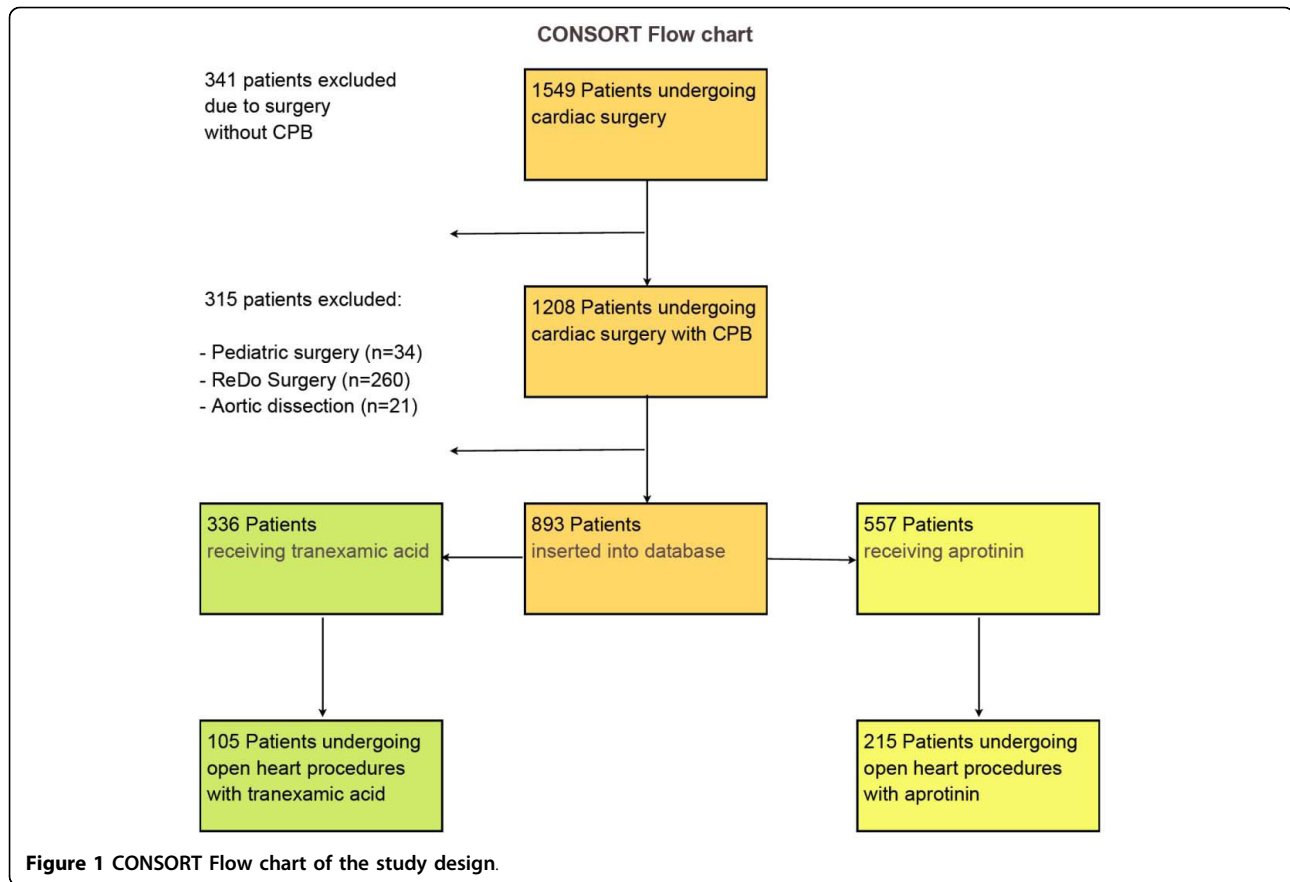 CONSORT Flow chart
341 patients excluded
due to surgery
without CPB
1549 Patients undergoing
cardiac surgery
315 patients excluded:
- Pediatric surgery (n=34)
- ReDo Surgery (n=260)
- Aortic dissection (n=21)
1208 Patients undergoing
cardiac surgery with CPB
336 Patients
receiving tranexamic acid
893 Patients
inserted into database
557 Patients
receiving aprotinin
105 Patients undergoing
open heart procedures
with tranexamic acid
215 Patients undergoing
open heart procedures
with aprotinin
Figure 1 CONSORT Flow chart of the study design.